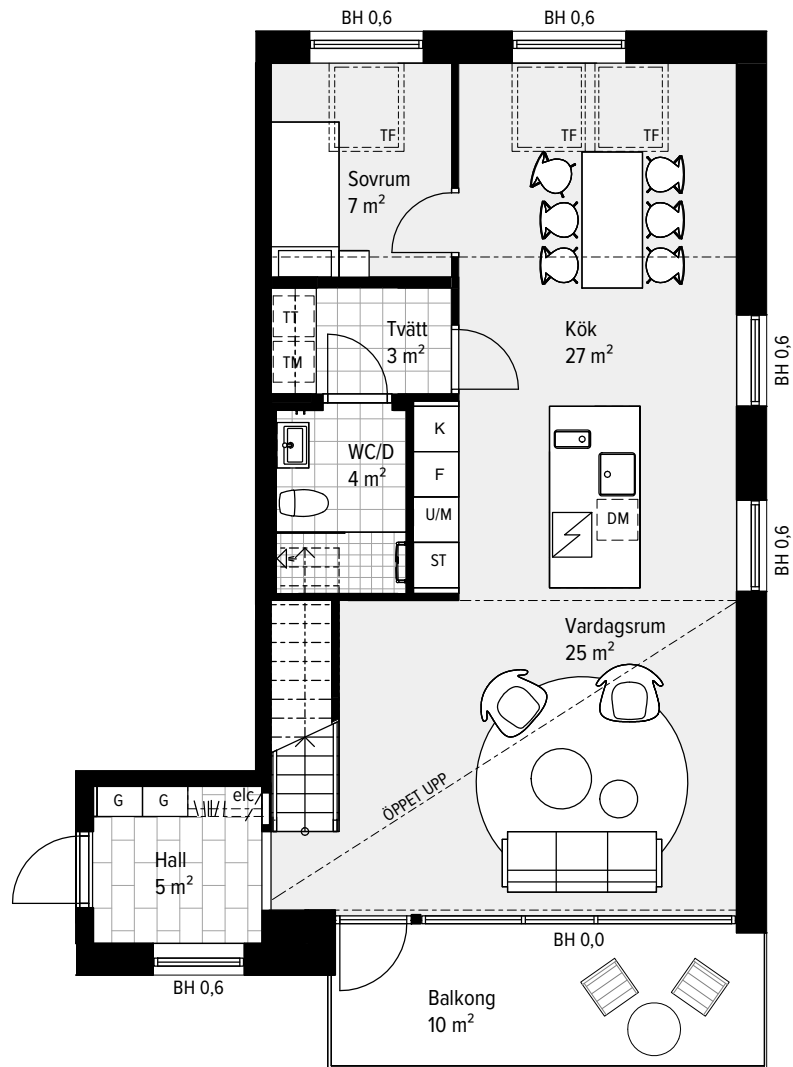 BH 0,6
BH 0,6
TF
TF
TF
Sovrum
7 m²
TT
TM
Tvätt
3 m²
Kök
27 m²
BH 0,6
WC/D
4 m²
K
F
U/M
ST
DM
BH 0,6
Vardagsrum
25 m²
ÖPPET UPP
G
G
elc
Hall
5 m²
BH 0,6
BH 0,0
Balkong
10 m²